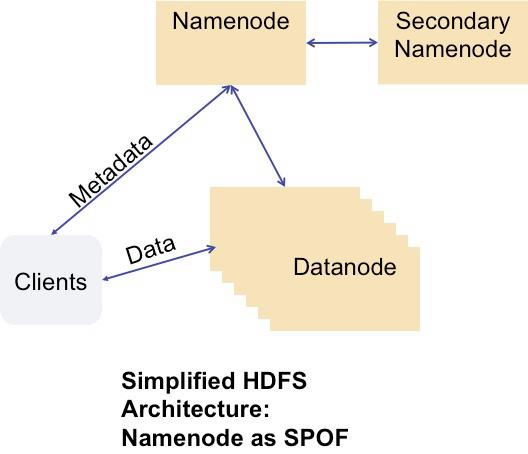 Namenode
Secondary
Namenode
Metadata
Data
Clients
Datanode
Simplified HDFS
Architecture:
Namenode as SPOF